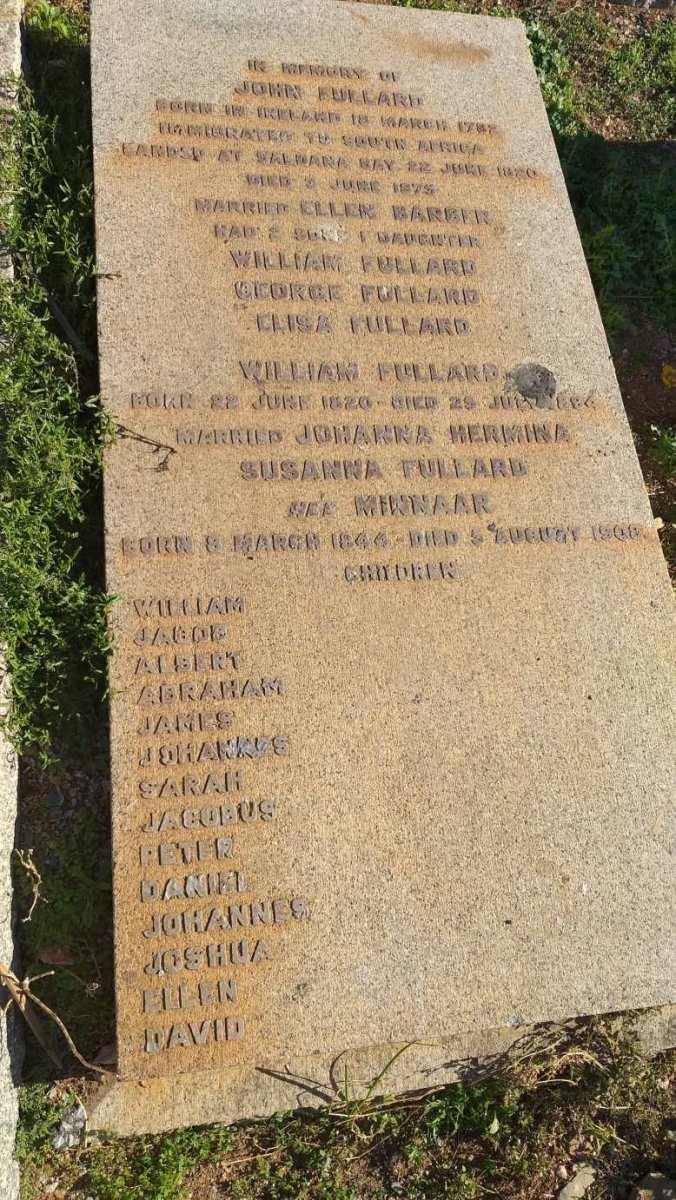 IN MEMORY OF
JOHN FULLARD
BORN IN IRELAND 18 MARCH 1787
IMMIGRATED TO SOUTH AFRICA
LANDED AT SALDANA BAY 22 JUNE 1820
DIED 3 JUNE 1875
MARRIED ELLEN BARBER
HAD 2 SONS 1 DAUGHTER
WILLIAM FULLARD
GEORGE FULLARD
ELISA FULLARD
WILLIAM FULLARD
BORN 22 JUNE 1820 - DIED 25 JULY
MARRIED JOHANNA HERMINA
SUSANNA FULLARD
NEÉ MINNAAR
BORN 8 MARCH 1844 - DIED 5 AUGUST 1908
CHILDREN
WILLIAM
JACOB
ALBERT
ABRAHAM
JAMES
JOHANNES
SARAH
JACOBUS
PETER
DANIEL
JOHANNES
JOSHUA
ELLEN
DAVID